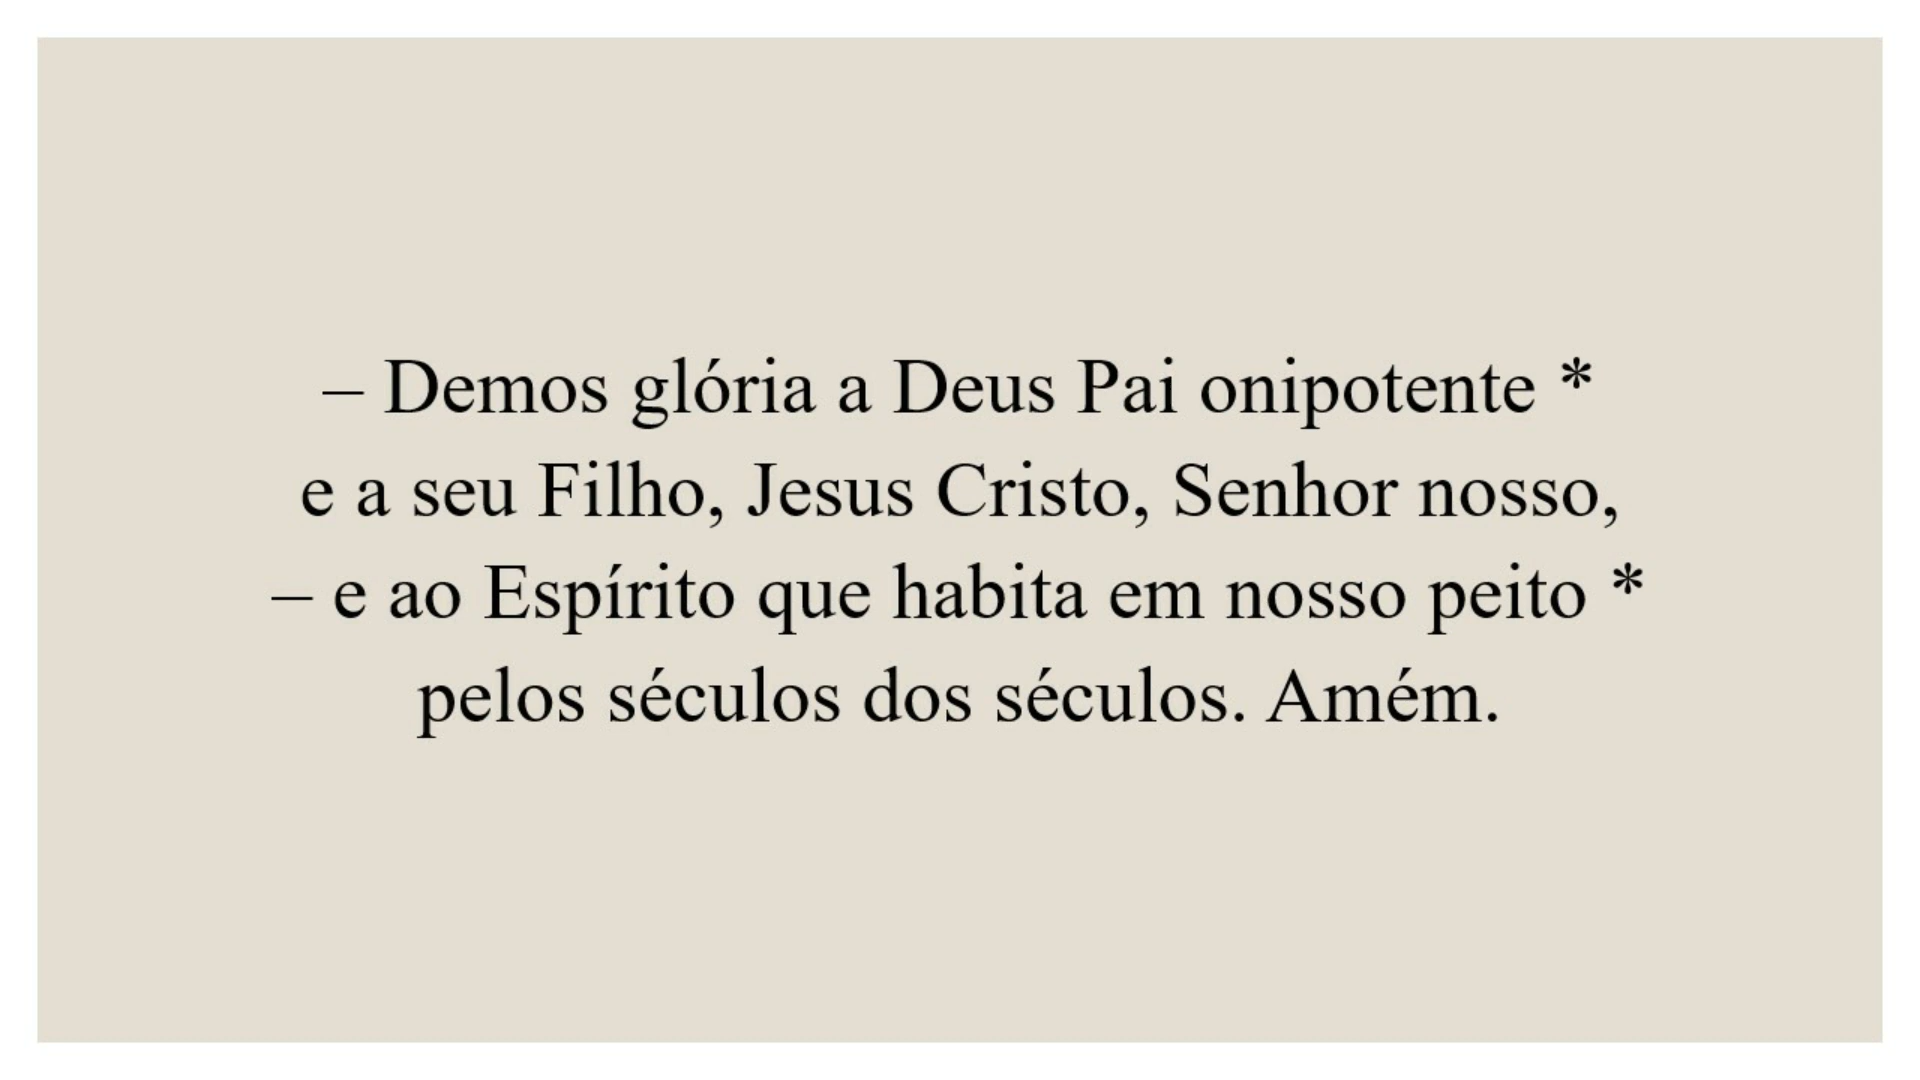 – Demos glória a Deus Pai onipotente *
e a seu Filho, Jesus Cristo, Senhor nosso,
– e ao Espírito que habita em nosso peito *
pelos séculos dos séculos. Amém.